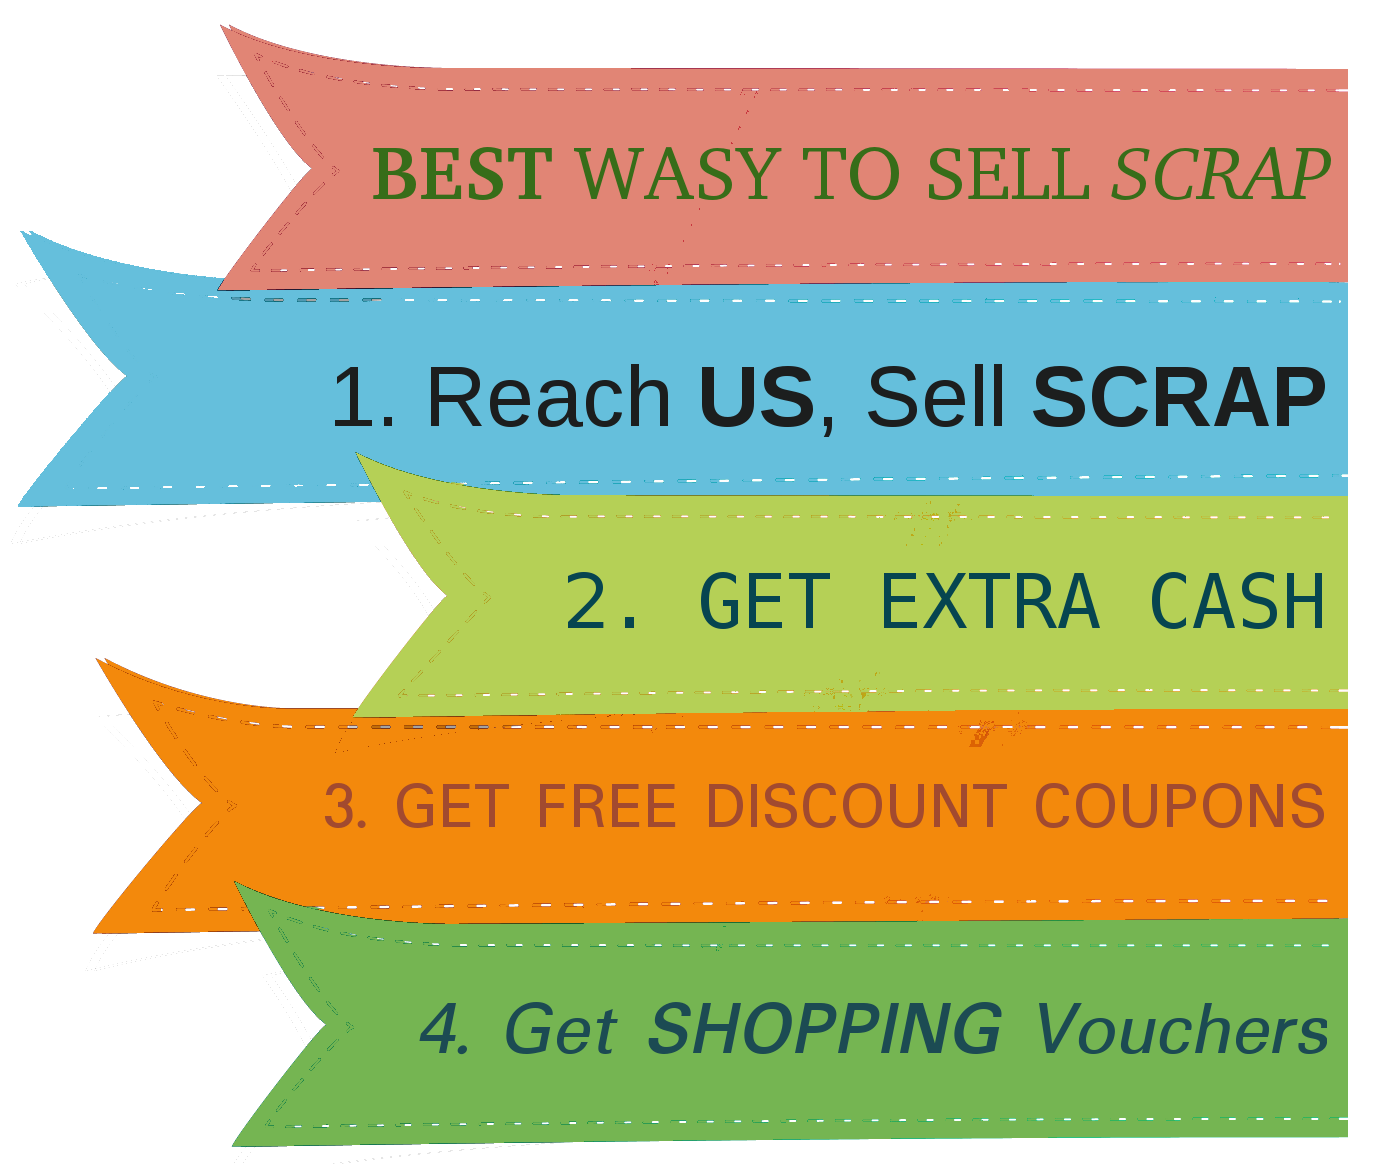 BEST WASY TO SELL SCRAP
1. Reach US, Sell SCRAP
2. GET EXTRA CASH
3. GET FREE DISCOUNT COUPONS
4. Get SHOPPING Vouchers